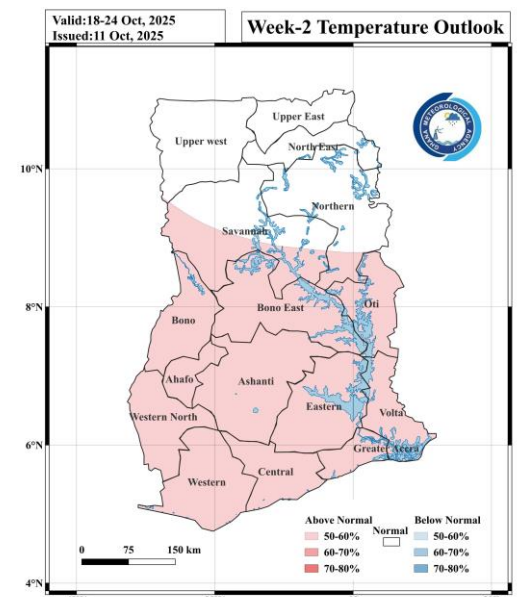 Valid:18-24 Oct, 2025
Issued:11 Oct, 2025
Week-2 Temperature Outlook
GHANA METEOROLOGICAL AGENCY
Upper East
Upper west
North East
10°N
Northern
Savannah
8°N
Oti
Bono East
Bono
Ahafo
Ashanti
Eastern
Volta
Western North
6°N
Greater Accra
Central
Western
Above Normal
Normal
Below Normal
50-60%
50-60%
60-70%
60-70%
70-80%
70-80%
0 75 150 km
4°N